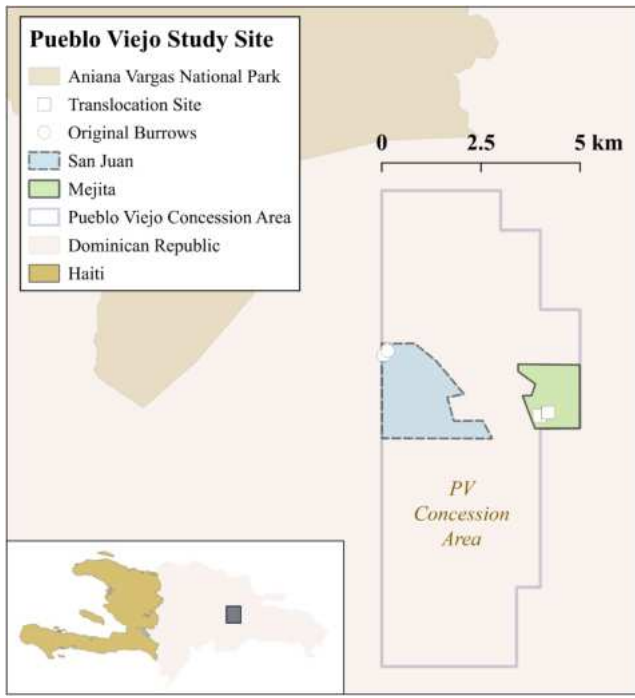 Pueblo Viejo Study Site
Aniana Vargas National Park
Translocation Site
Original Burrows
San Juan
Mejita
Pueblo Viejo Concession Area
Dominican Republic
Haiti
0 2.5 5 km
PV
Concession
Area